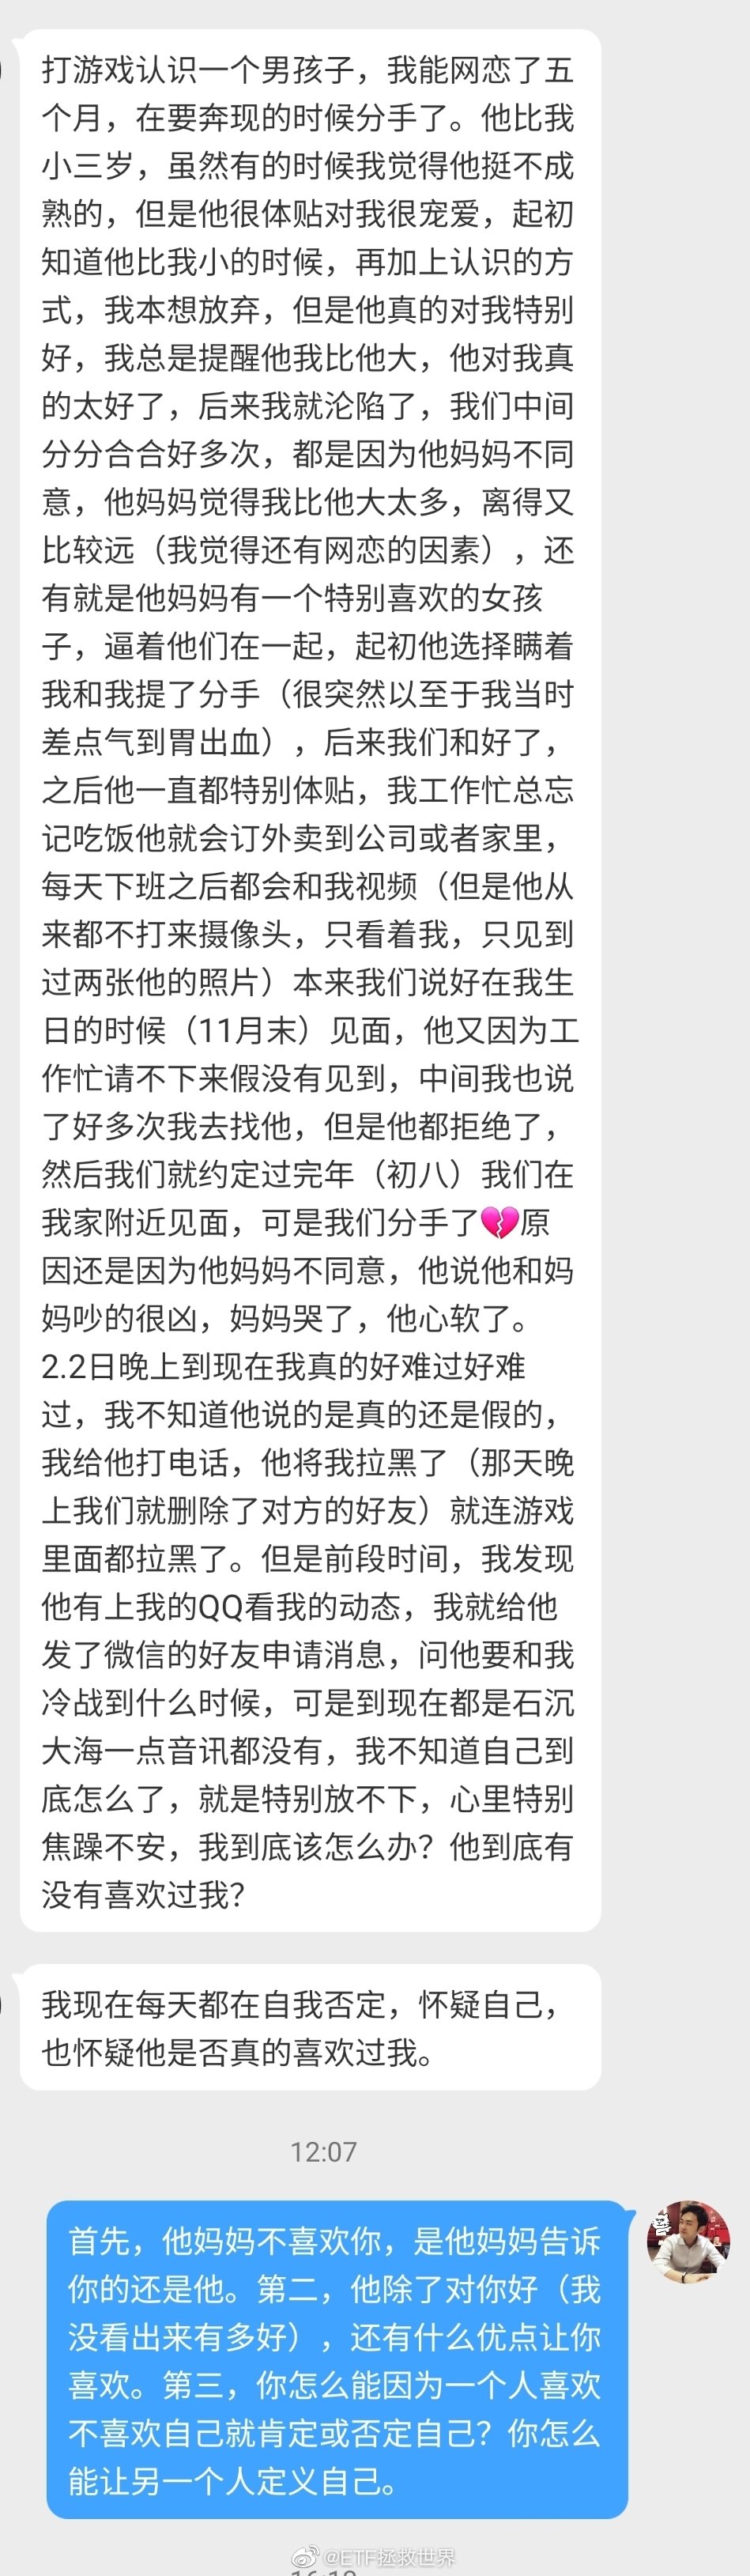 打游戏认识一个男孩子，我能网恋了五
个月，在要奔现的时候分手了。他比我
小三岁，虽然有的时候我觉得他挺不成
熟的，但是他很体贴对我很宠爱，起初
知道他比我小的时候，再加上认识的方
式，我本想放弃，但是他真的对我特别
好，我总是提醒他我比他大，他对我真
的太好了，后来我就沦陷了，我们中间
分分合合好多次，都是因为他妈妈不同
意，他妈妈觉得我比他大太多，离得又
比较远（我觉得还有网恋的因素），还
有就是他妈妈有一个特别喜欢的女孩
子，逼着他们在一起，起初他选择瞒着
我和我提了分手（很突然以至于我当时
差点气到胃出血），后来我们和好了，
之后他一直都特别体贴，我工作忙总忘
记吃饭他就会订外卖到公司或者家里，
每天下班之后都会和我视频（但是他从
来都不打来摄像头，只看着我，只见到
过两张他的照片）本来我们说好在我生
日的时候（11月末）见面，他又因为工
作忙请不下来假没有见到，中间我也说
了好多次我去找他，但是他都拒绝了，
然后我们就约定过完年（初八）我们在
我家附近见面，可是我们分手了💔原
因还是因为他妈妈不同意，他说他和妈
妈吵的很凶，妈妈哭了，他心软了。
2.2日晚上到现在我真的好难过好难
过，我不知道他说的是真的还是假的，
我给他打电话，他将我拉黑了（那天晚
上我们就删除了对方的好友）就连游戏
里面都拉黑了。但是前段时间，我发现
他有上我的QQ看我的动态，我就给他
发了微信的好友申请消息，问他要和我
冷战到什么时候，可是到现在都是石沉
大海一点音讯都没有，我不知道自己到
底怎么了，就是特别放不下，心里特别
焦躁不安，我到底该怎么办？他到底有
没有喜欢过我？
我现在每天都在自我否定，怀疑自己，
也怀疑他是否真的喜欢过我。
12:07
首先，他妈妈不喜欢你，是他妈妈告诉
你的还是他。第二，他除了对你好（我
没看出来有多好），还有什么优点让你
喜欢。第三，你怎么能因为一个人喜欢
不喜欢自己就肯定或否定自己？你怎么
能让另一个人定义自己。
@ETF拯救世界